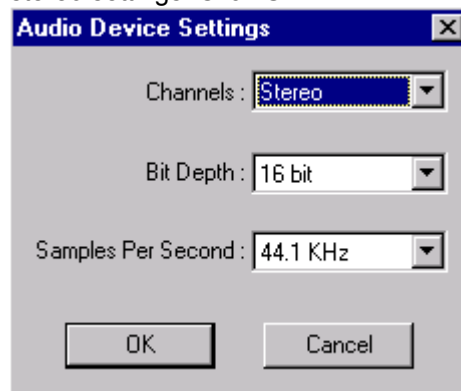 Audio Device Settings
Channels : Stereo
Bit Depth : 16 bit
Samples Per Second : 44.1 KHz
OK Cancel